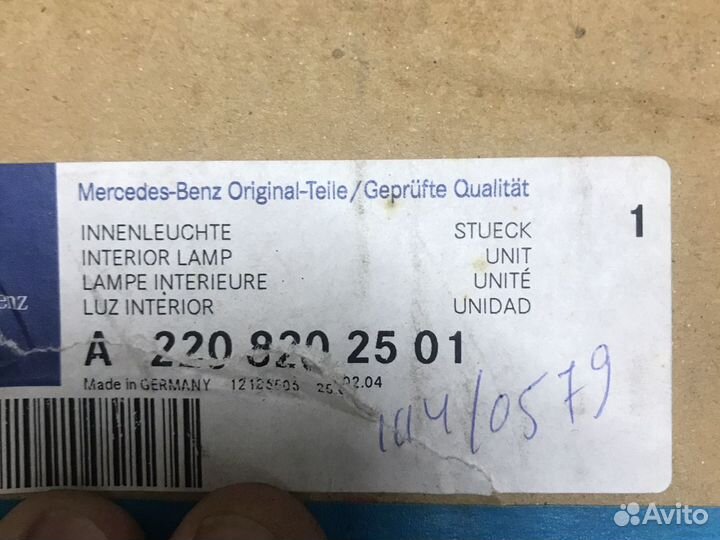 Mercedes-Benz Original-Teile/Geprüfte Qualität
INNENLEUCHTE STUECK 1
INTERIOR LAMP UNIT
LAMPE INTERIEURE UNITÉ
LUZ INTERIOR UNIDAD
enz
A 220 820 25 01
Made in GERMANY 02.04
/0579
Avito